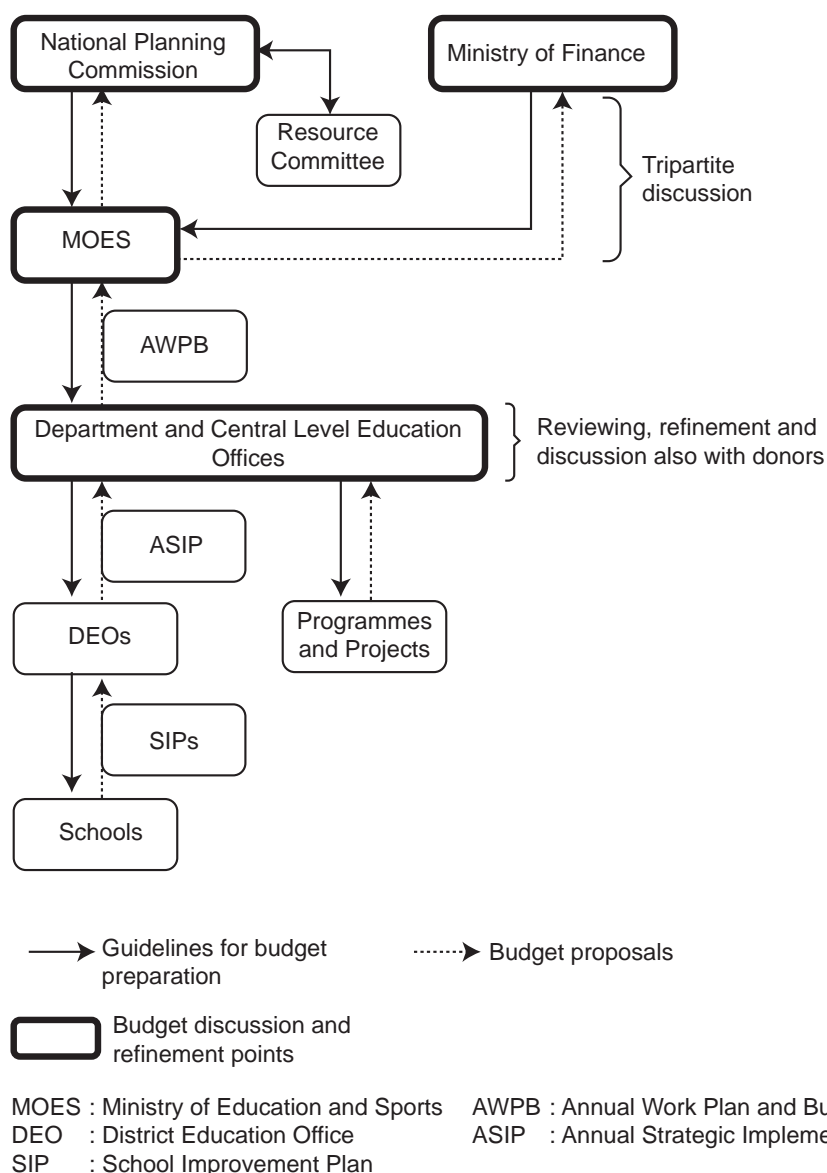 National Planning
Commission
Ministry of Finance
Resource
Committee
Tripartite
discussion
MOES
AWPB
Department and Central Level Education
Offices
Reviewing, refinement and
discussion also with donors
ASIP
DEOs
Programmes
and Projects
SIPs
Schools
Guidelines for budget
preparation
Budget proposals
Budget discussion and
refinement points
MOES : Ministry of Education and Sports
AWPB : Annual Work Plan and Bu
DEO : District Education Office
ASIP : Annual Strategic Impleme
SIP : School Improvement Plan